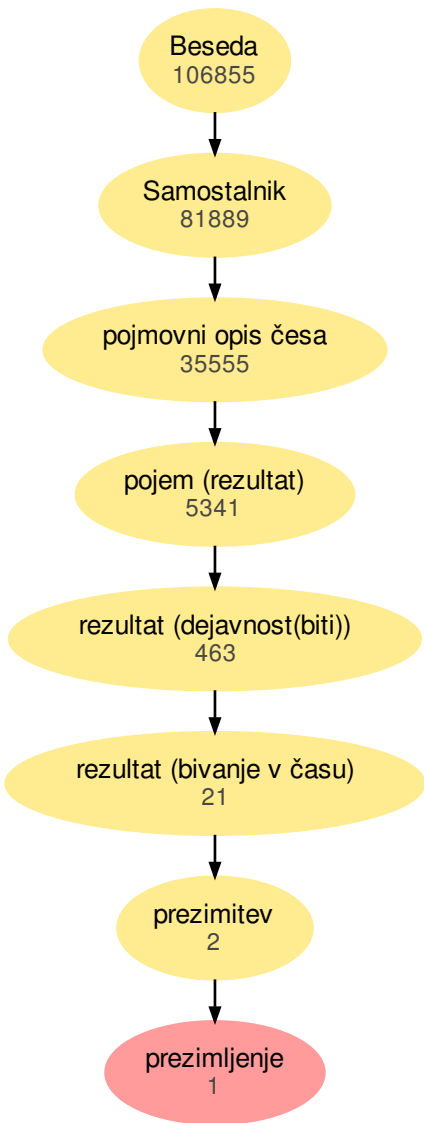 Beseda
106855
Samostalnik
81889
pojmovni opis česa
35555
pojem (rezultat)
5341
rezultat (dejavnost(biti))
463
rezultat (bivanje v času)
21
prezimitev
2
prezimljenje
1